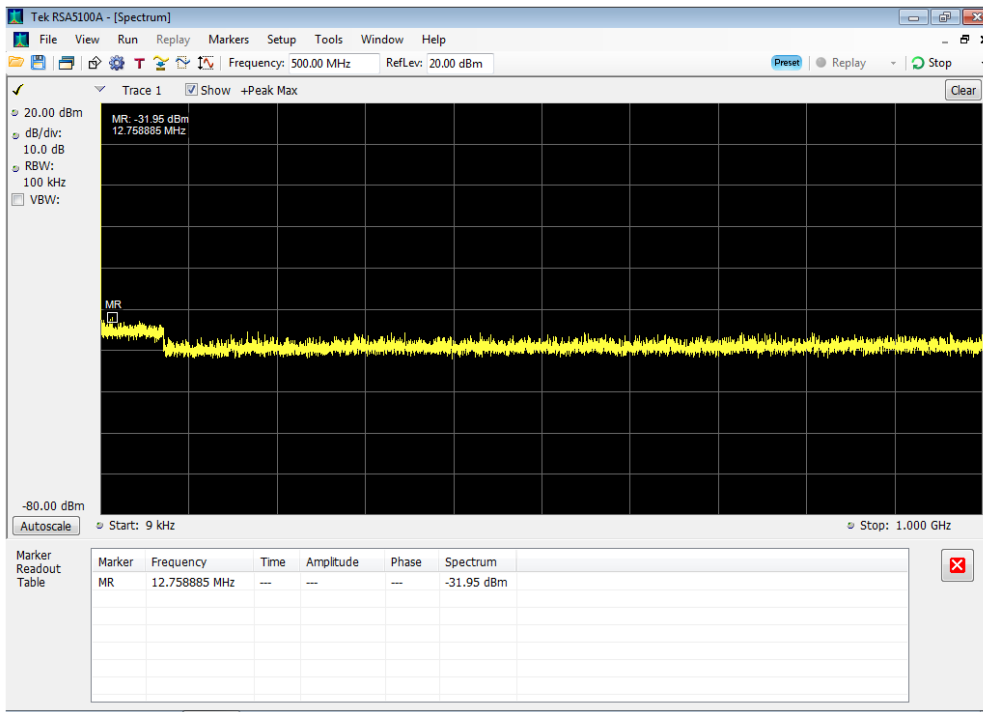 Tek RSA5100A - [Spectrum]
File View Run Replay Markers Setup Tools Window Help
T Frequency: 500.00 MHz RefLev: 20.00 dBm Preset Replay Stop
Trace 1 Show +Peak Max Clear
20.00 dBm
dB/div:
10.0 dB
RBW:
100 kHz
VBW:
MR: -31.95 dBm
12.758885 MHz
MR
-80.00 dBm
Autoscale Start: 9 kHz Stop: 1.000 GHz
Marker
Readout
Table
Marker Frequency Time Amplitude Phase Spectrum
MR 12.758885 MHz --- --- --- -31.95 dBm